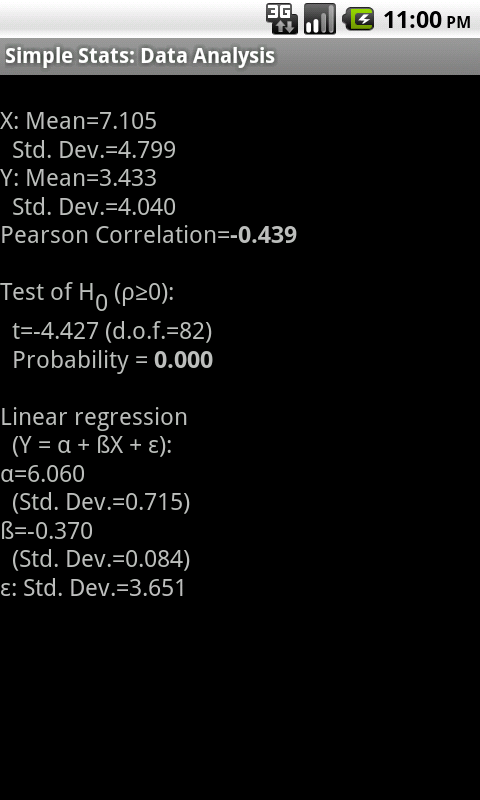 3G 11:00 PM
Simple Stats: Data Analysis
X: Mean=7.105
Std. Dev.=4.799
Y: Mean=3.433
Std. Dev.=4.040
Pearson Correlation=-0.439
Test of H0 (ρ≥0):
t=-4.427 (d.o.f.=82)
Probability = 0.000
Linear regression
(Y = α + ßX + ε):
α=6.060
(Std. Dev.=0.715)
ß=-0.370
(Std. Dev.=0.084)
ε: Std. Dev.=3.651